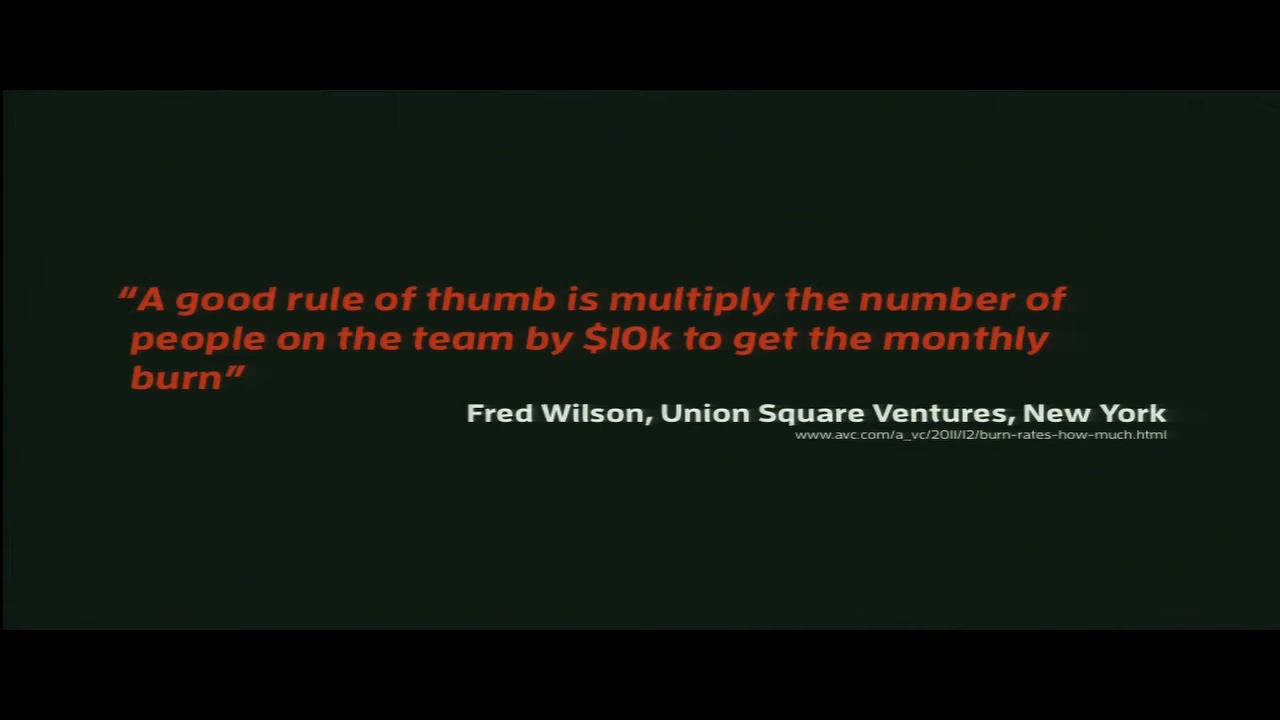 “A good rule of thumb is multiply the number of
people on the team by $10k to get the monthly
burn”
Fred Wilson, Union Square Ventures, New York
www.avc.com/a_vc/2011/12/burn-rates-how-much.html